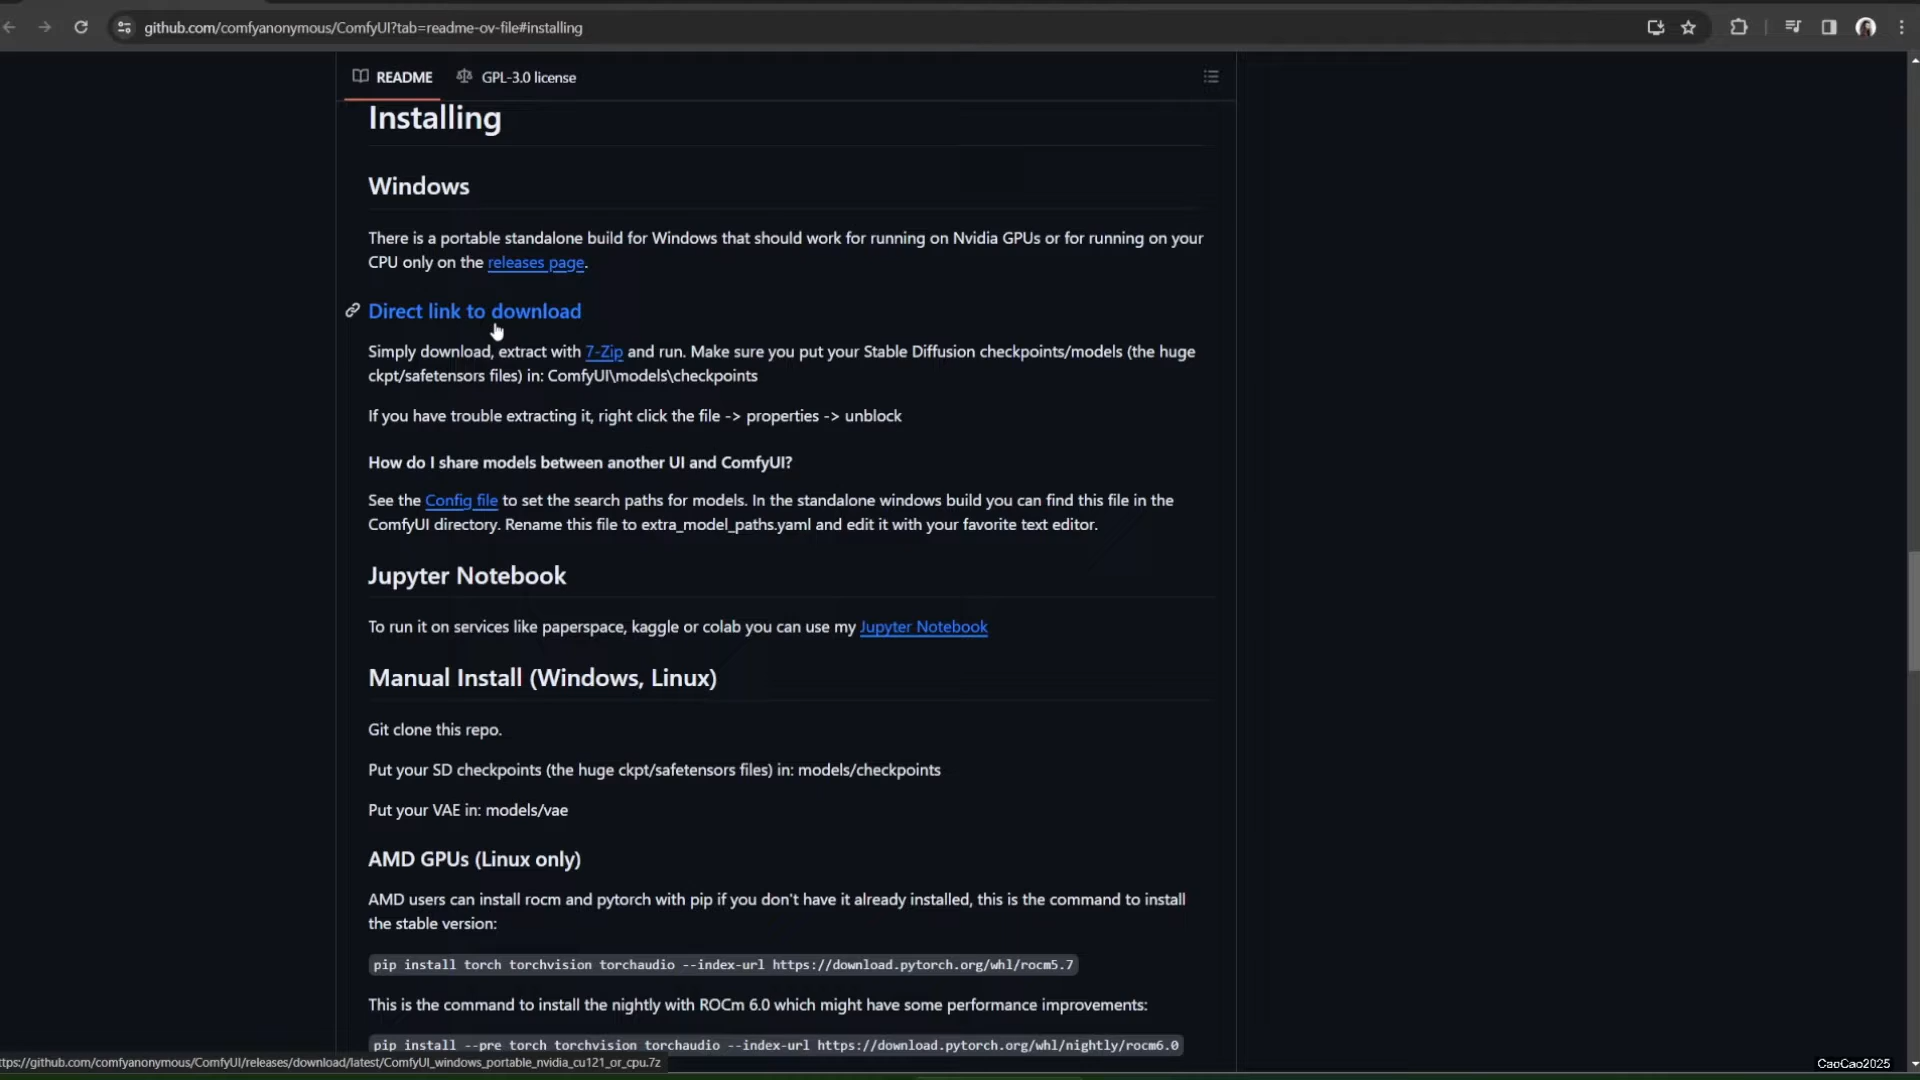 github.com/comfyanonymous/ComfyUI?tab=readme-ov-file#installing
README GPL-3.0 license
Installing
Windows
There is a portable standalone build for Windows that should work for running on Nvidia GPUs or for running on your
CPU only on the releases page.
Direct link to download
Simply download, extract with 7-Zip and run. Make sure you put your Stable Diffusion checkpoints/models (the huge
ckpt/safetensors files) in: ComfyUI\models\checkpoints
If you have trouble extracting it, right click the file -> properties -> unblock
How do I share models between another UI and ComfyUI?
See the Config file to set the search paths for models. In the standalone windows build you can find this file in the
ComfyUI directory. Rename this file to extra_model_paths.yaml and edit it with your favorite text editor.
Jupyter Notebook
To run it on services like paperspace, kaggle or colab you can use my Jupyter Notebook
Manual Install (Windows, Linux)
Git clone this repo.
Put your SD checkpoints (the huge ckpt/safetensors files) in: models/checkpoints
Put your VAE in: models/vae
AMD GPUs (Linux only)
AMD users can install rocm and pytorch with pip if you don't have it already installed, this is the command to install
the stable version:
pip install torch torchvision torchaudio --index-url https://download.pytorch.org/whl/rocm5.7
This is the command to install the nightly with ROCm 6.0 which might have some performance improvements:
pip install --pre torch torchvision torchaudio --index-url https://download.pytorch.org/whl/nightly/rocm6.0
ttps://github.com/comfyanonymous/ComfyUI/releases/download/latest/ComfyUI_windows_portable_nvidia_cu121_or_cpu.7z
CaoCao2025